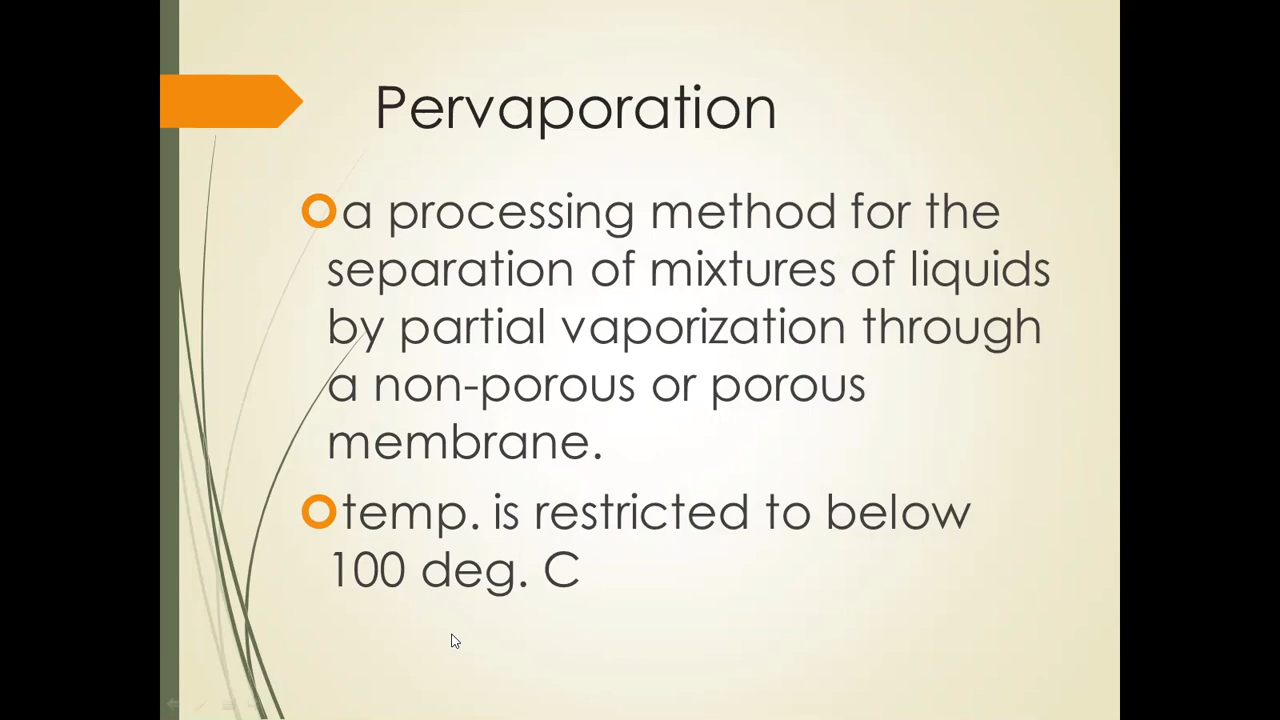 Pervaporation
a processing method for the
separation of mixtures of liquids
by partial vaporization through
a non-porous or porous
membrane.
temp. is restricted to below
100 deg. C